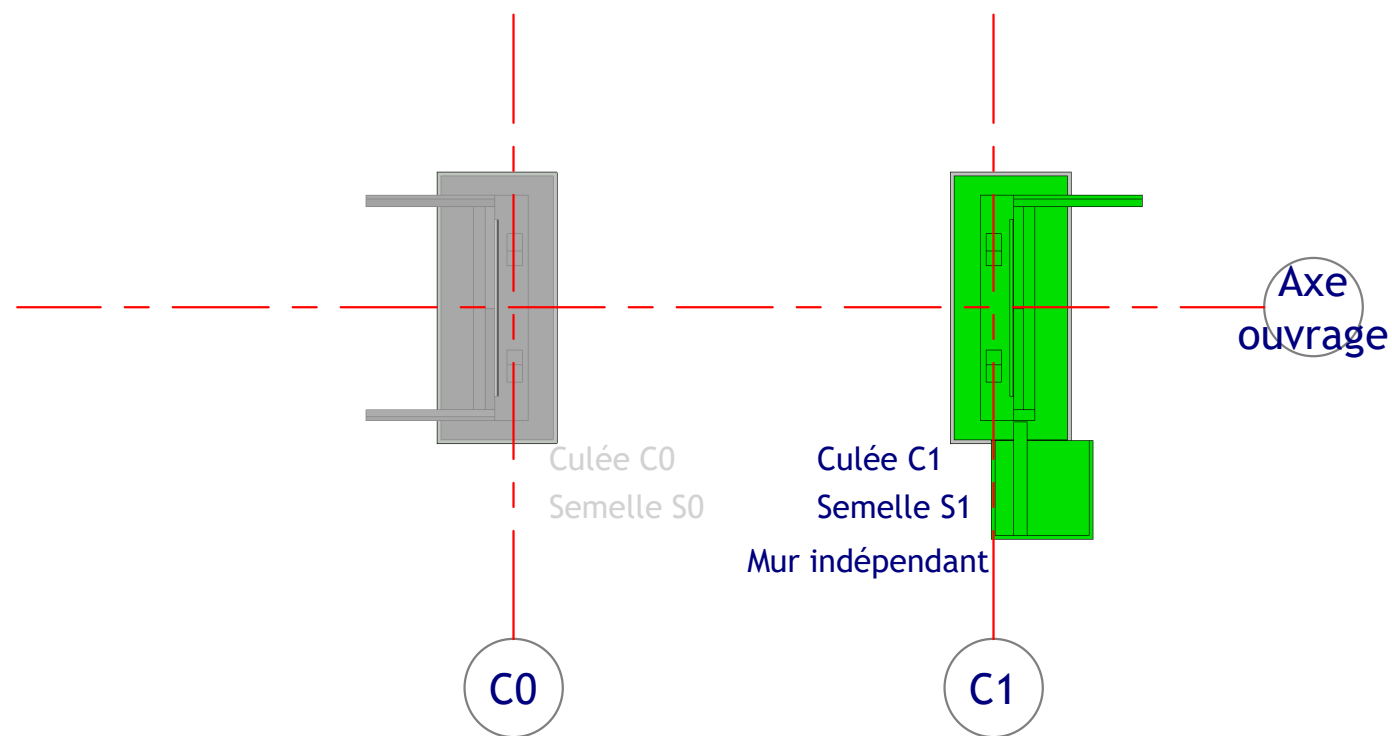 Axe
ouvrage
Culée C0
Semelle S0
Culée C1
Semelle S1
Mur indépendant
C0
C1